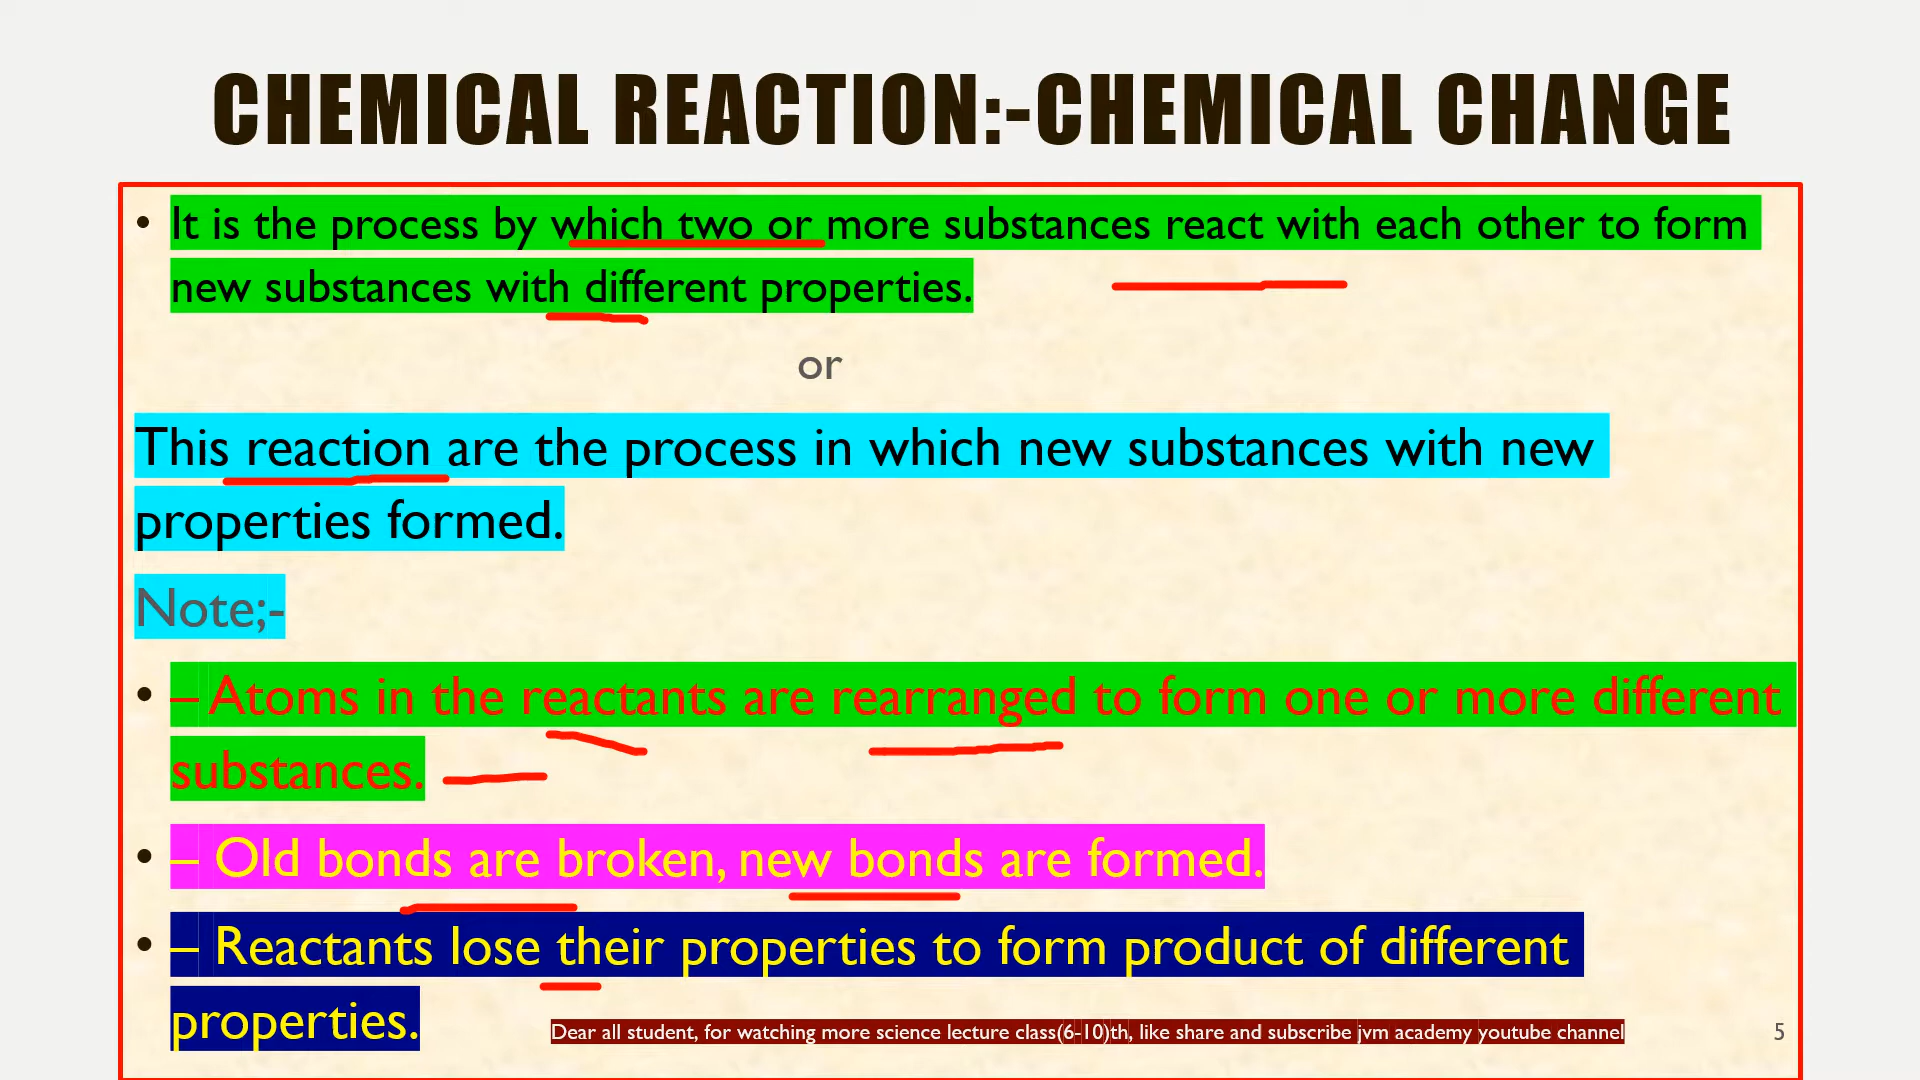 CHEMICAL REACTION:-CHEMICAL CHANGE
• It is the process by which two or more substances react with each other to form
new substances with different properties.
or
This reaction are the process in which new substances with new
properties formed.
Note;-
• – Atoms in the reactants are rearranged to form one or more different
substances.
• – Old bonds are broken, new bonds are formed.
• – Reactants lose their properties to form product of different
properties.
Dear all student, for watching more science lecture class(6-10)th, like share and subscribe jvm academy youtube channel
5